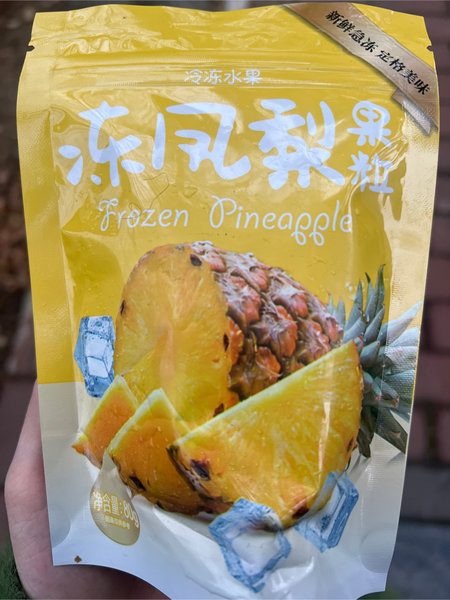 新鲜急冻 定格美味
冷冻水果
冻凤梨
果粒
Frozen Pineapple
净含量:80g